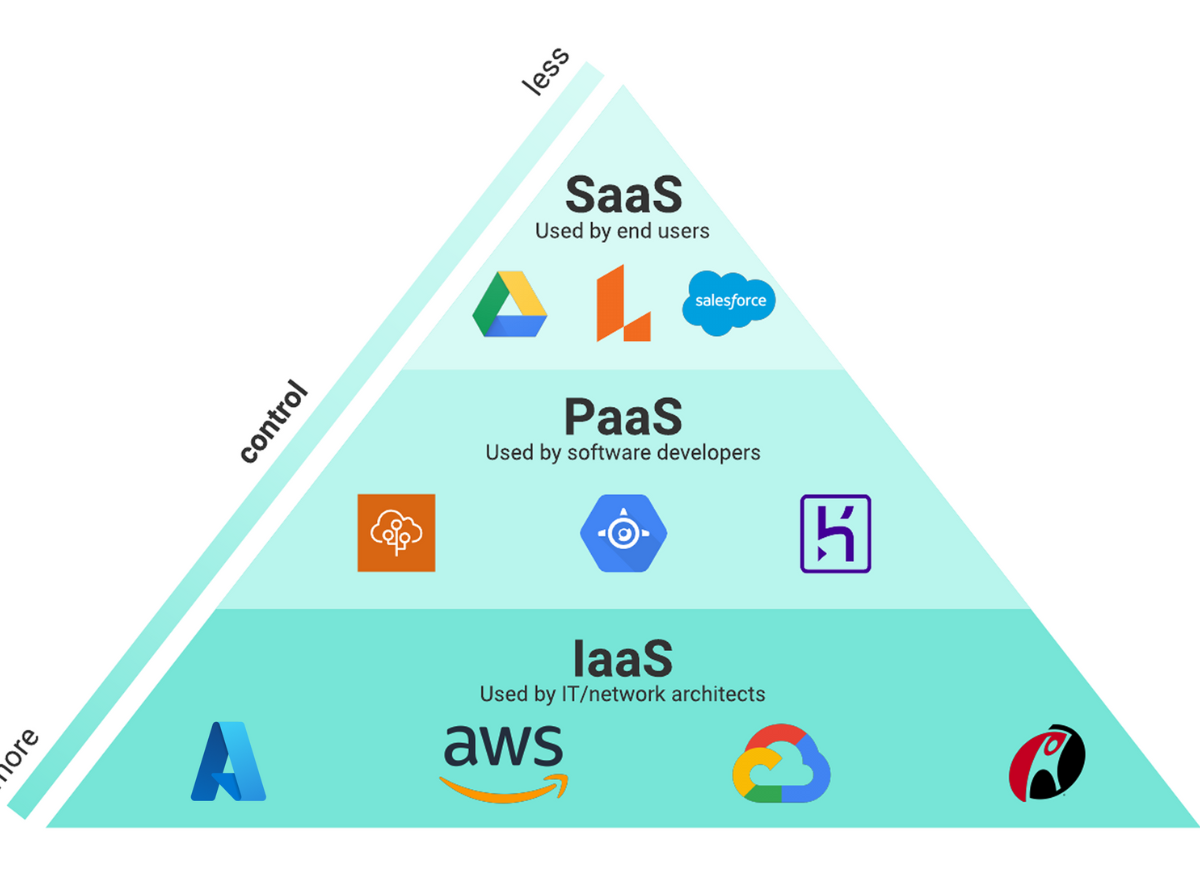 less
SaaS
Used by end users
salesforce
control
PaaS
Used by software developers
IaaS
Used by IT/network architects
more
aws